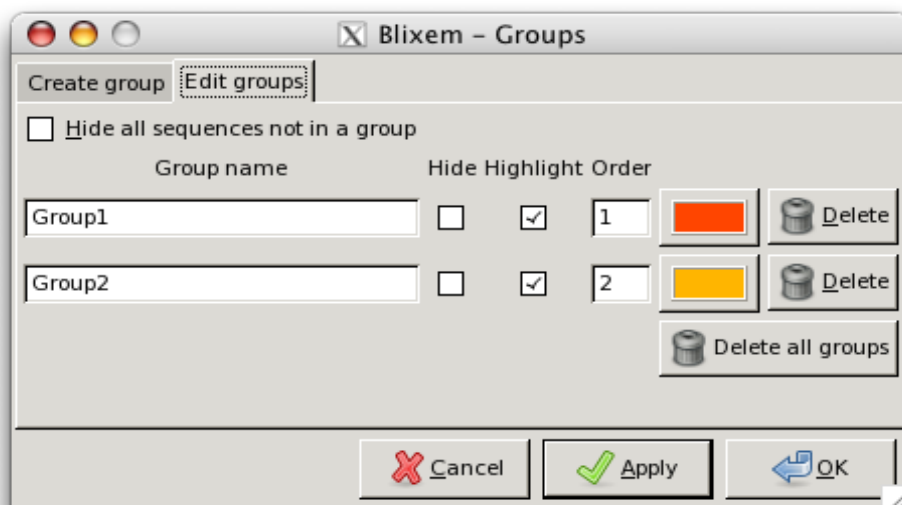 Blixem – Groups
Create group Edit groups
Hide all sequences not in a group
Group name Hide Highlight Order
Group1 1 Delete
Group2 2 Delete
Delete all groups
Cancel Apply OK